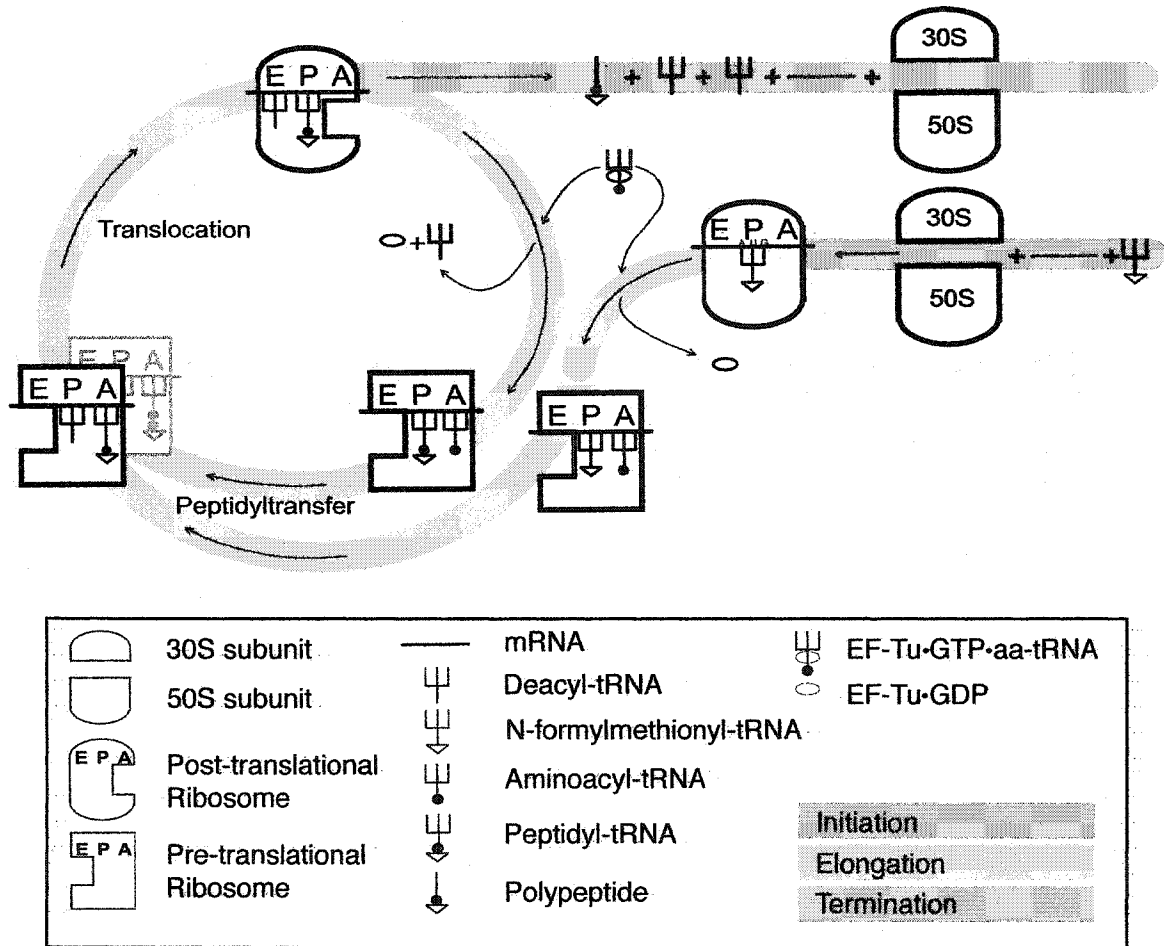 30S
E P A
+ + + +
50S
Translocation
+
30S
E P A
+ +
50S
E P A
E P A
E P A
E P A
Peptidyltransfer
30S subunit
50S subunit
E P A
Post-translational
Ribosome
E P A
Pre-translational
Ribosome
mRNA
Deacyl-tRNA
N-formylmethionyl-tRNA
Aminoacyl-tRNA
Peptidyl-tRNA
Polypeptide
EF-Tu•GTP•aa-tRNA
EF-Tu•GDP
Initiation
Elongation
Termination